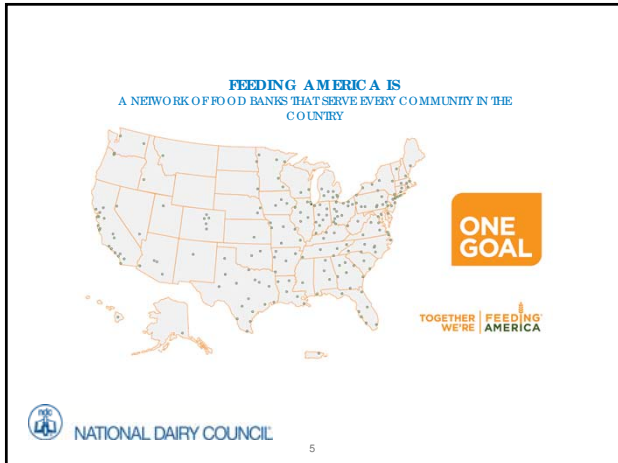 FEEDING AMERICA IS
A NETWORK OF FOOD BANKS THAT SERVE EVERY COMMUNITY IN THE
COUNTRY
ONE
GOAL
TOGETHER WE'RE
FEEDING AMERICA
ndc
NATIONAL DAIRY COUNCIL
5